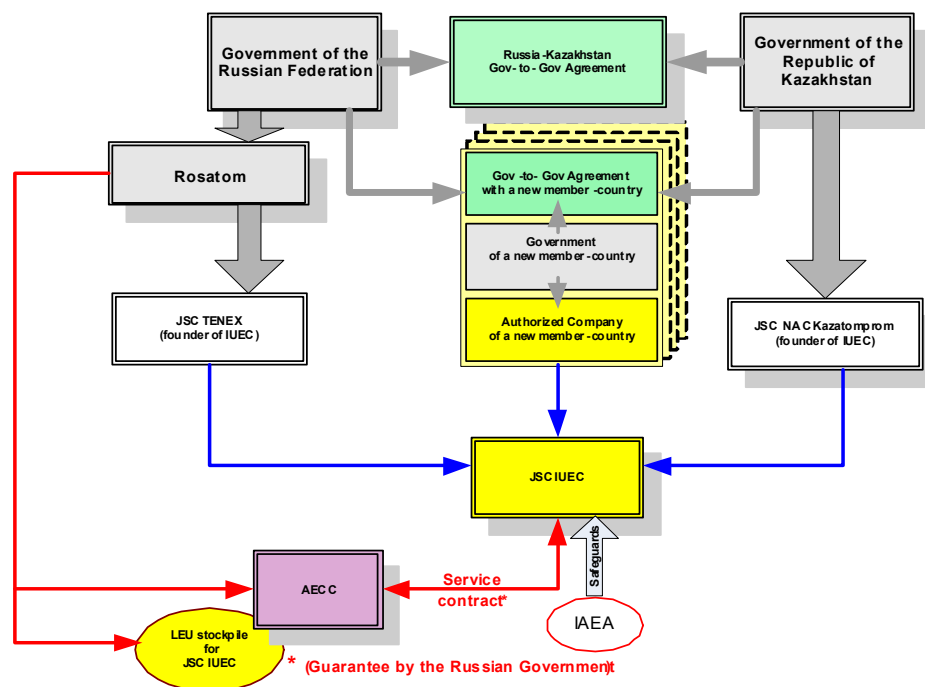 Government of the
Russian Federation
Russia-Kazakhstan
Gov- to- Gov Agreement
Government of the
Republic of
Kazakhstan
Rosatom
Gov -to- Gov Agreement
with a new member -country
Government
of a new member -country
Authorized Company
of a new member -country
JSC TENEX
(founder of IUEC)
JSC NAC Kazatomprom
(founder of IUEC)
JSC IUEC
Safeguards
AECC
Service
contract*
IAEA
LEU stockpile
for
JSC IUEC
* (Guarantee by the Russian Government)